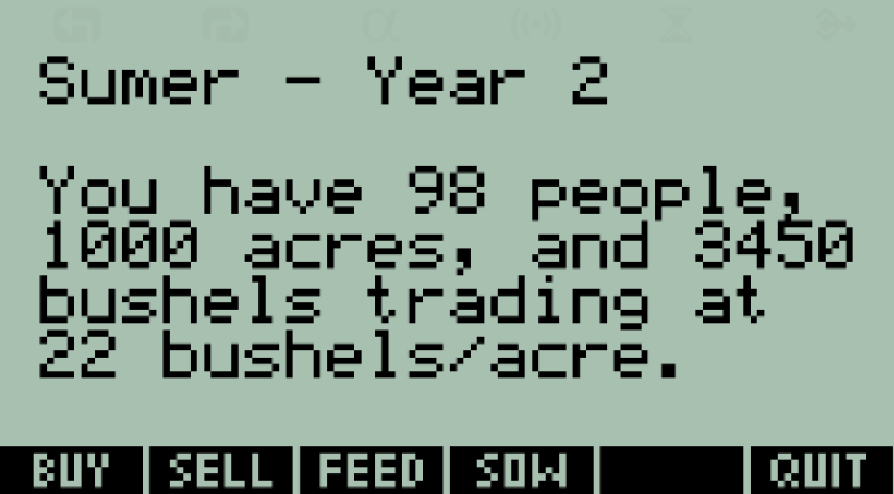 Sumer - Year 2
You have 98 people,
1000 acres, and 3450
bushels trading at
22 bushels/acre.
BUY SELL FEED SOW QUIT